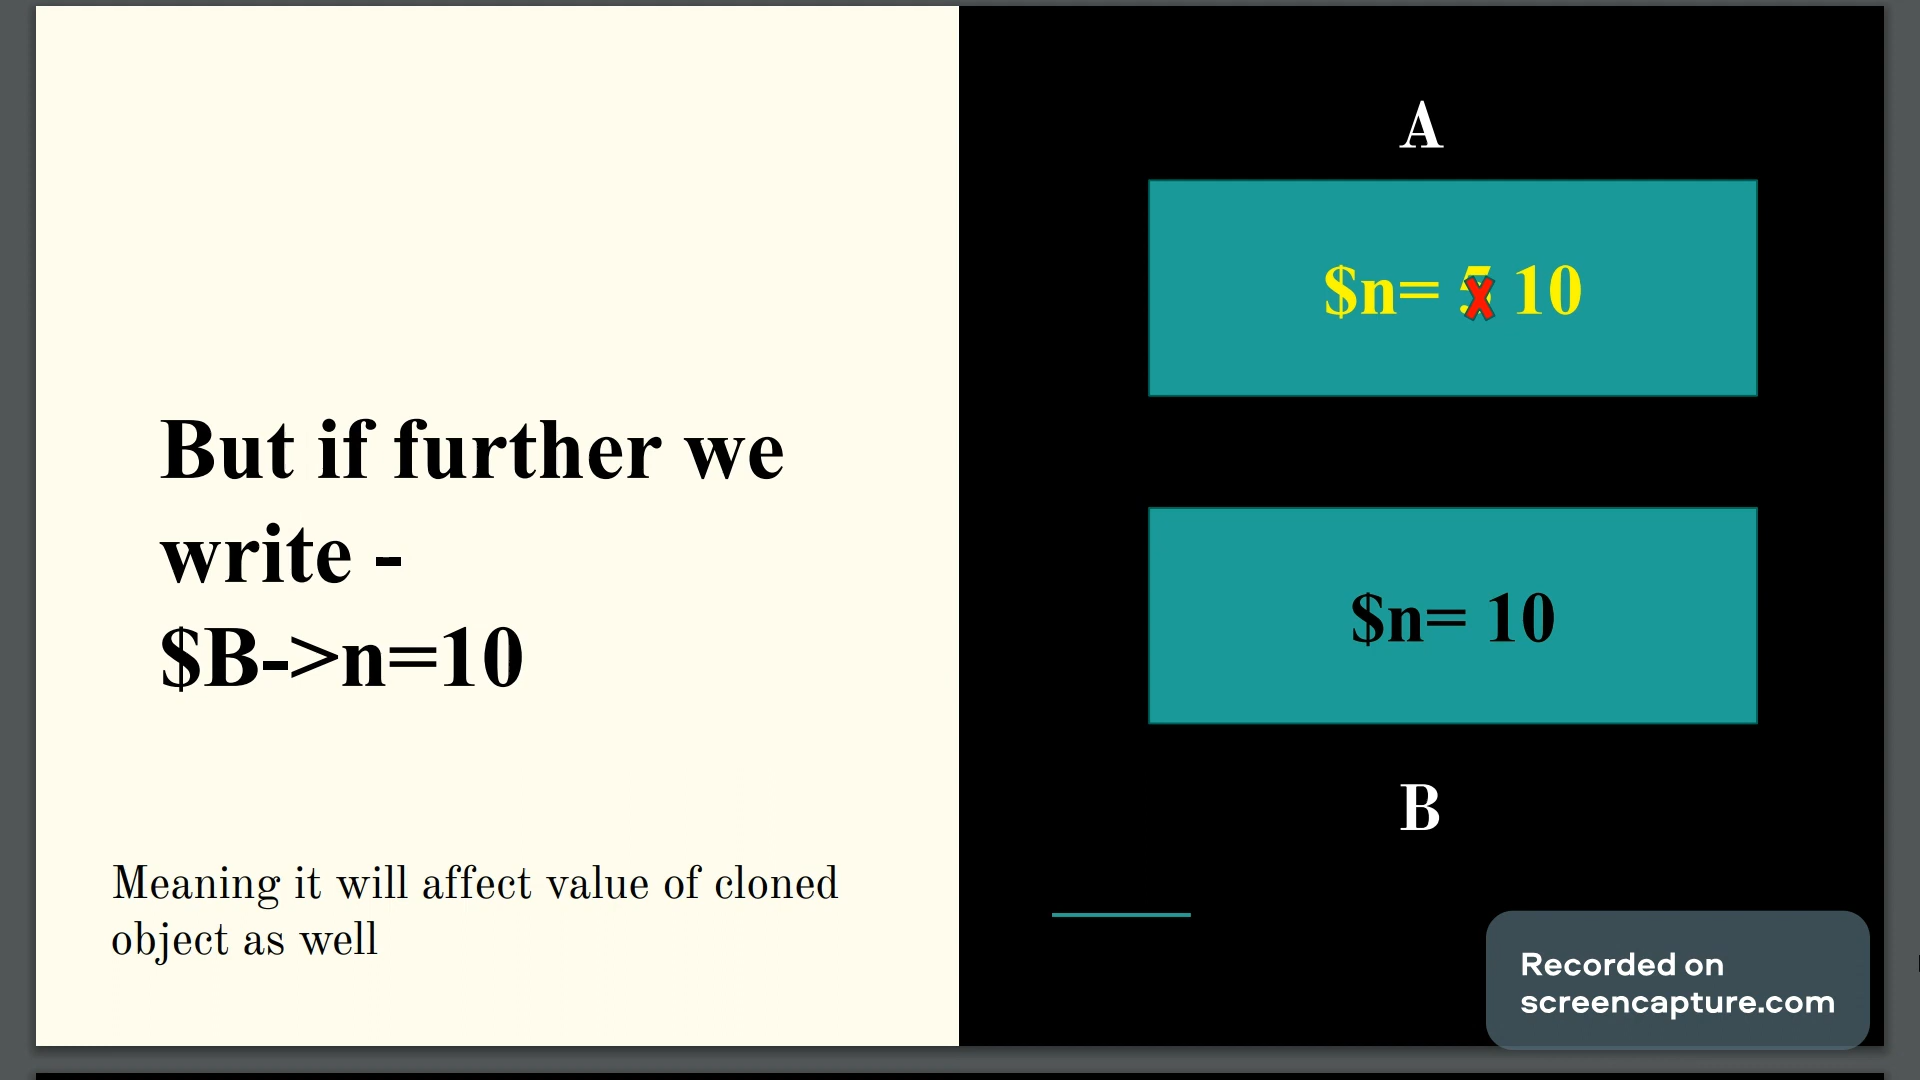 But if further we
write -
$B->n=10
Meaning it will affect value of cloned
object as well
A
$n= 5 10
$n= 10
B
Recorded on
screencapture.com